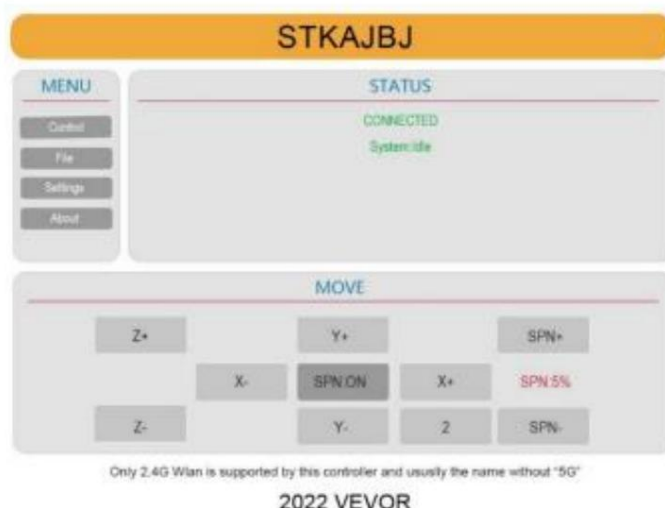 STKAJBJ
MENU
STATUS
Control
CONNECTED
File
System:Idle
Settings
About
MOVE
Z+ Y+ SPN+
X- SPN:ON X+ SPN:5%
Z- Y- 2 SPN-
Only 2.4G Wlan is supported by this controller and ususlly the name without "5G"
2022 VEVOR